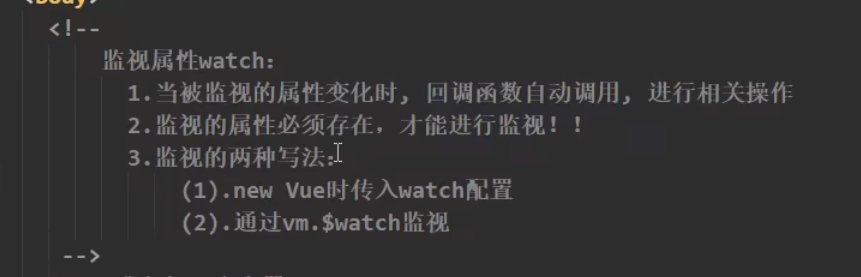 <Body>
<!--
监视属性watch：
1.当被监视的属性变化时, 回调函数自动调用, 进行相关操作
2.监视的属性必须存在，才能进行监视！！
3.监视的两种写法：
(1).new Vue时传入watch配置
(2).通过vm.$watch监视
-->